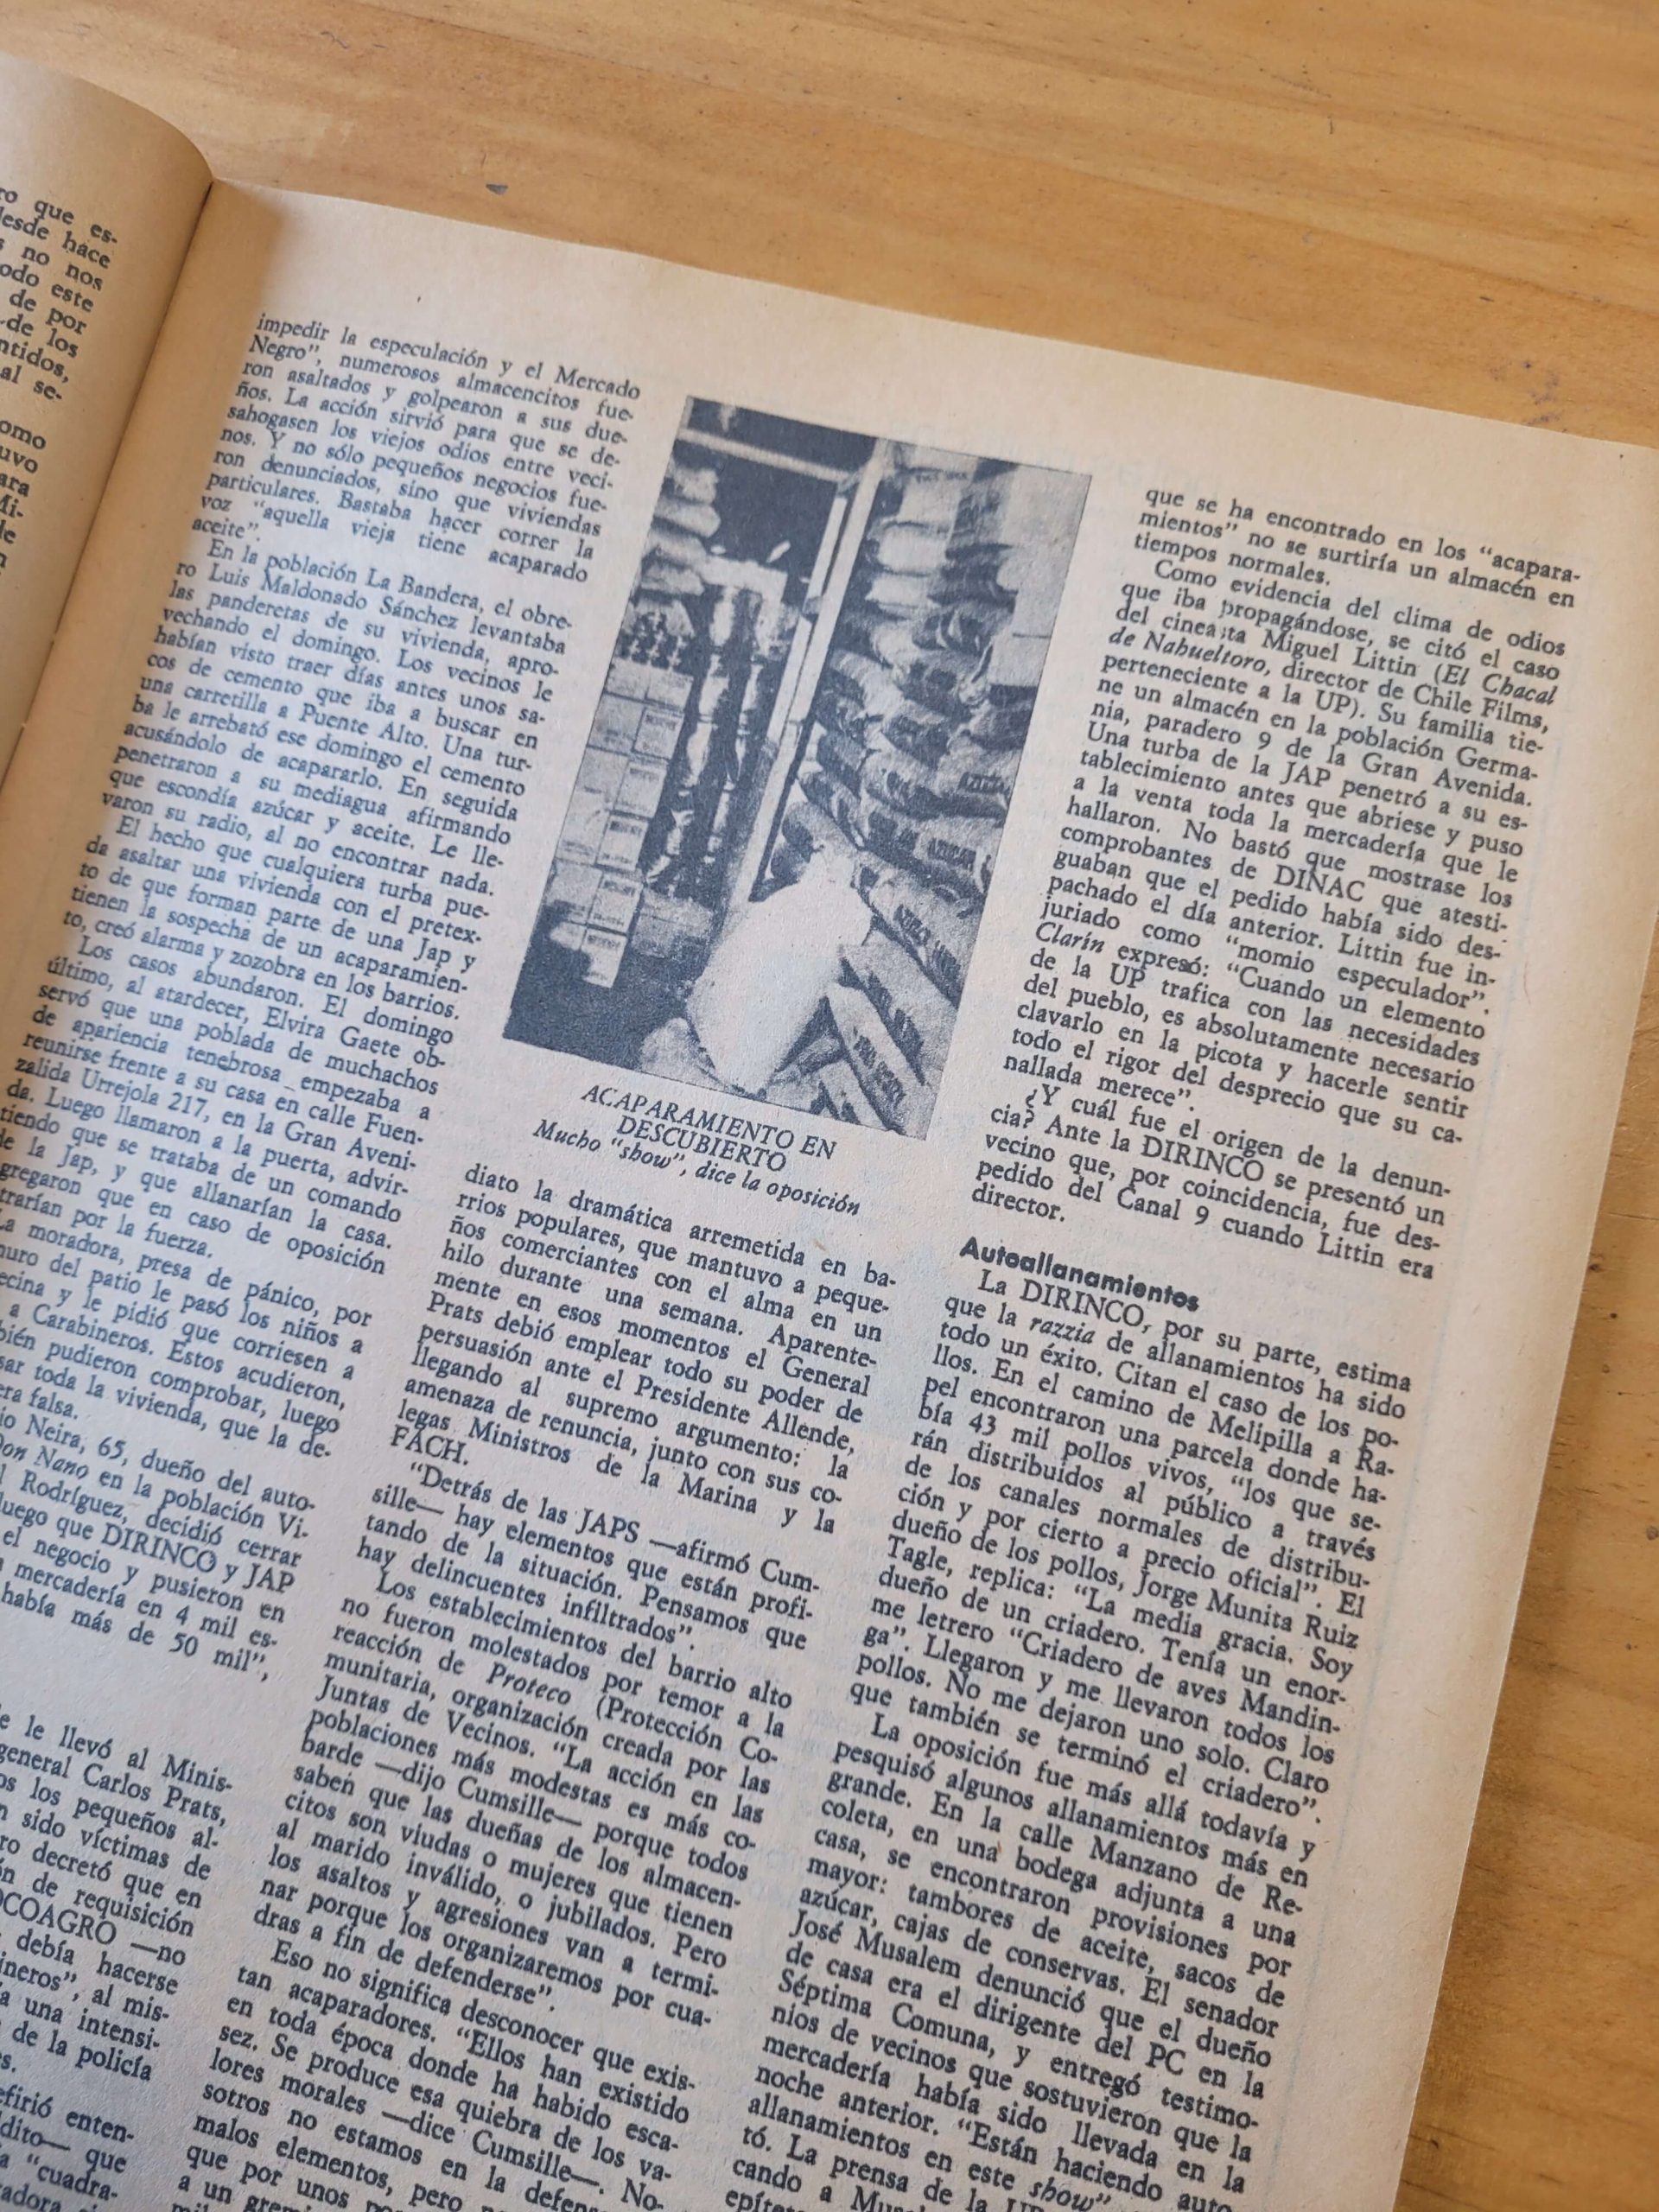 ro que es-
desde hace
s no nos
odo este
de por
-de los
ntidos,
al se-
omo
uvo
ara
Mi-
de
impedir la especulación y el Mercado
Negro”, numerosos almacencitos fue-
ron asaltados y golpearon a sus due-
ños. La acción sirvió para que se de-
sahogasen los viejos odios entre veci-
nos. Y no sólo pequeños negocios fue-
ron denunciados, sino que viviendas
particulares. Bastaba hacer correr la
voz “aquella vieja tiene acaparado
aceite”.
En la población La Bandera, el obre-
ro Luis Maldonado Sánchez levantaba
las panderetas de su vivienda, apro-
vechando el domingo. Los vecinos le
habían visto traer días antes unos sa-
cos de cemento que iba a buscar en
una carretilla a Puente Alto. Una tur-
ba le arrebató ese domingo el cemento
acusándolo de acapararlo. En seguida
penetraron a su mediagua afirmando
que escondía azúcar y aceite. Le lle-
varon su radio, al no encontrar nada.
El hecho que cualquiera turba pue-
da asaltar una vivienda con el pretex-
to de que forman parte de una Jap y
tienen la sospecha de un acaparamien-
to, creó alarma y zozobra en los barrios.
Los casos abundaron. El domingo
último, al atardecer, Elvira Gaete ob-
servó que una poblada de muchachos
de apariencia tenebrosa empezaba a
reunirse frente a su casa en calle Fuen-
zalida Urrejola 217, en la Gran Aveni-
da. Luego llamaron a la puerta, advir-
tiendo que se trataba de un comando
de la Jap, y que allanarían la casa.
gregaron que en caso de oposición
trarían por la fuerza.
La moradora, presa de pánico, por
muro del patio le pasó los niños a
ecina y le pidió que corriesen a
a Carabineros. Estos acudieron,
bién pudieron comprobar, luego
sar toda la vivienda, que la de-
era falsa.
io Neira, 65, dueño del auto-
Don Nano en la población Vi-
l Rodríguez, decidió cerrar
luego que DIRINCO y JAP
el negocio y pusieron en
a mercadería en 4 mil es-
había más de 50 mil”,
e le llevó al Minis-
general Carlos Prats,
os los pequeños al-
n sido víctimas de
ro decretó que en
ón de requisición
OCOAGRO —no
debía hacerse
ineros”, al mis-
a una intensi-
de la policía
es.
efirió enten-
dito— que
a “cuadra-
AZUCAR
ACAPARAMIENTO EN
DESCUBIERTO
Mucho “show”, dice la oposición
diato la dramática arremetida en ba-
rrios populares, que mantuvo a peque-
ños comerciantes con el alma en un
hilo durante una semana. Aparente-
mente en esos momentos el General
Prats debió emplear todo su poder de
persuasión ante el Presidente Allende,
llegando al supremo argumento: la
amenaza de renuncia, junto con sus co-
legas Ministros de la Marina y la
FACH.
“Detrás de las JAPS —afirmó Cum-
sille— hay elementos que están profi-
tando de la situación. Pensamos que
hay delincuentes infiltrados”.
Los establecimientos del barrio alto
no fueron molestados por temor a la
reacción de Proteco (Protección Co-
munitaria, organización creada por las
Juntas de Vecinos. “La acción en las
poblaciones más modestas es más co-
barde —dijo Cumsille— porque todos
saben que las dueñas de los almacen-
citos son viudas o mujeres que tienen
al marido inválido, o jubilados. Pero
los asaltos y agresiones van a termi-
nar porque los organizaremos por cua-
dras a fin de defenderse”.
Eso no significa desconocer que exis-
tan acaparadores. “Ellos han existido
en toda época donde ha habido esca-
sez. Se produce esa quiebra de los va-
lores morales —dice Cumsille—. No-
sotros no estamos en la defensa
malos elementos, pero
que por unos
a un gremi
que se ha encontrado en los “acapara-
mientos” no se surtiría un almacén en
tiempos normales.
Como evidencia del clima de odios
que iba propagándose, se citó el caso
del cineasta Miguel Littin (El Chacal
de Nahueltoro, director de Chile Films,
perteneciente a la UP). Su familia tie-
ne un almacén en la población Germa-
nia, paradero 9 de la Gran Avenida.
Una turba de la JAP penetró a su es-
tablecimiento antes que abriese y puso
a la venta toda la mercadería que le
hallaron. No bastó que mostrase los
comprobantes de DINAC que atesti-
guaban que el pedido había sido des-
pachado el día anterior. Littin fue in-
juriado como “momio especulador”.
Clarín expresó: “Cuando un elemento
de la UP trafica con las necesidades
del pueblo, es absolutamente necesario
clavarlo en la picota y hacerle sentir
todo el rigor del desprecio que su ca-
nallada merece”.
¿Y cuál fue el origen de la denun-
cia? Ante la DIRINCO se presentó un
vecino que, por coincidencia, fue des-
pedido del Canal 9 cuando Littin era
director.
Autoallanamientos
La DIRINCO, por su parte, estima
que la razzia de allanamientos ha sido
todo un éxito. Citan el caso de los po-
llos. En el camino de Melipilla a Ra-
pel encontraron una parcela donde ha-
bía 43 mil pollos vivos, “los que se-
rán distribuidos al público a través
de los canales normales de distribu-
ción y por cierto a precio oficial”. El
dueño de los pollos, Jorge Munita Ruiz
Tagle, replica: “La media gracia. Soy
dueño de un criadero. Tenía un enor-
me letrero “Criadero de aves Mandin-
ga”. Llegaron y me llevaron todos los
pollos. No me dejaron uno solo. Claro
que también se terminó el criadero”.
La oposición fue más allá todavía y
pesquisó algunos allanamientos más en
grande. En la calle Manzano de Re-
coleta, en una bodega adjunta a una
casa, se encontraron provisiones por
mayor: tambores de aceite, sacos de
azúcar, cajas de conservas. El senador
José Musalem denunció que el dueño
de casa era el dirigente del PC en la
Séptima Comuna, y entregó testimo-
nios de vecinos que sostuvieron que la
mercadería había sido llevada en la
noche anterior. “Están haciendo auto
allanamientos en este show”
tó. La prensa de la UP
cando a Mus